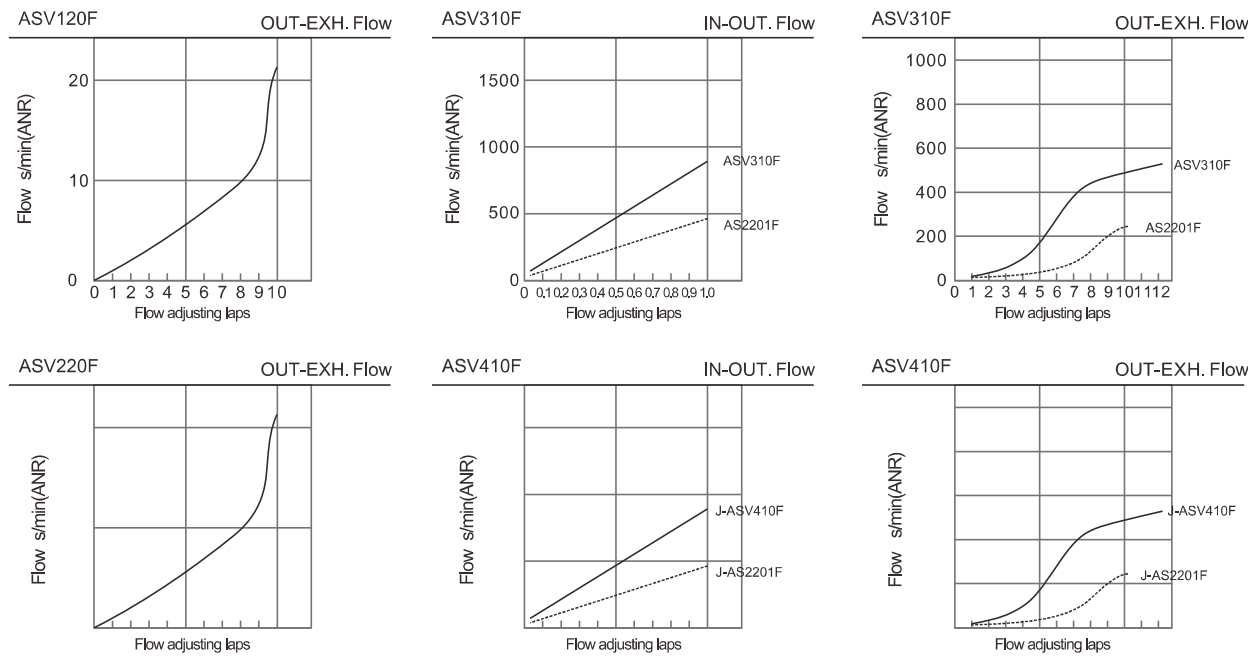 ASV120F OUT-EXH. Flow
Flow s/min(ANR)
20
10
0
0 1 2 3 4 5 6 7 8 9 10
Flow adjusting laps
ASV310F IN-OUT. Flow
Flow s/min(ANR)
1500
1000
500
0
ASV310F
AS2201F
0 0.1 0.2 0.3 0.4 0.5 0.6 0.7 0.8 0.9 1.0
Flow adjusting laps
ASV310F OUT-EXH. Flow
Flow s/min(ANR)
1000
800
600
400
200
0
ASV310F
AS2201F
0 1 2 3 4 5 6 7 8 9 10 11 12
Flow adjusting laps
ASV220F OUT-EXH. Flow
Flow s/min(ANR)
Flow adjusting laps
ASV410F IN-OUT. Flow
Flow s/min(ANR)
J-ASV410F
J-AS2201F
Flow adjusting laps
ASV410F OUT-EXH. Flow
Flow s/min(ANR)
J-ASV410F
J-AS2201F
Flow adjusting laps